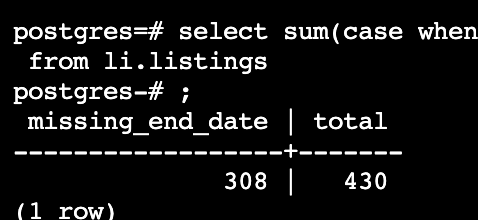 postgres=# select sum(case when
 from li.listings
postgres-# ;
 missing_end_date | total
------------------+-------
              308 |   430
(1 row)